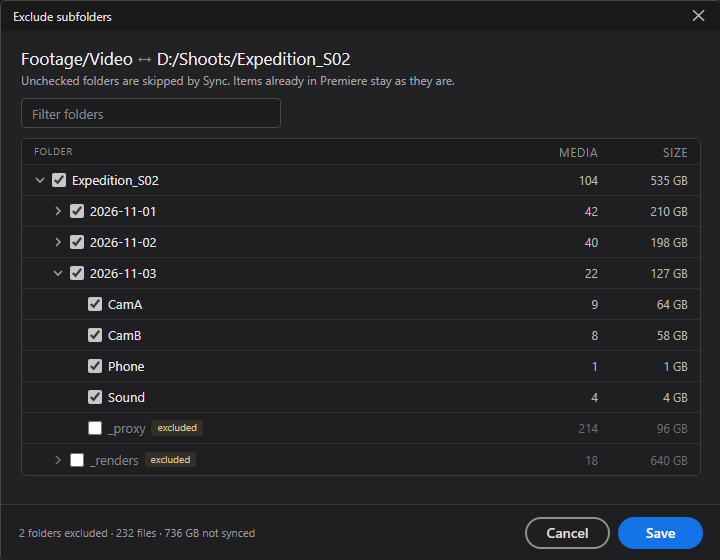 Exclude subfolders
Footage/Video ↔ D:/Shoots/Expedition_S02
Unchecked folders are skipped by Sync. Items already in Premiere stay as they are.
Filter folders
FOLDER MEDIA SIZE
Expedition_S02 104 535 GB
2026-11-01 42 210 GB
2026-11-02 40 198 GB
2026-11-03 22 127 GB
CamA 9 64 GB
CamB 8 58 GB
Phone 1 1 GB
Sound 4 4 GB
_proxy excluded 214 96 GB
_renders excluded 18 640 GB
2 folders excluded · 232 files · 736 GB not synced
Cancel Save